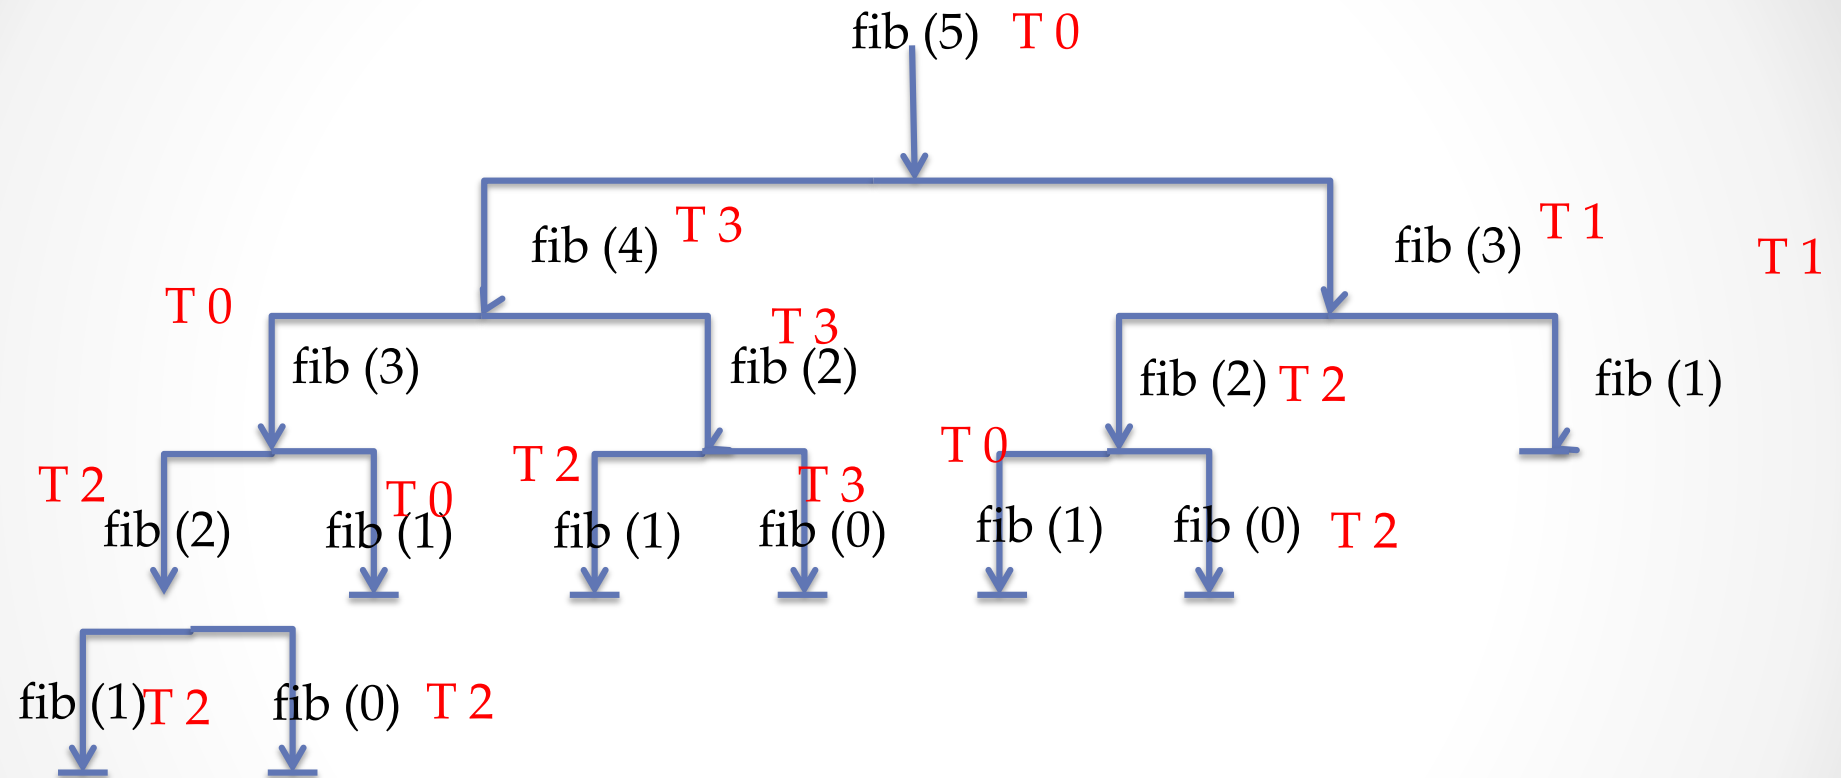 fib (5) T 0
fib (4) T 3
fib (3) T 1
T 1
T 0
fib (3)
T 3
fib (2)
fib (2) T 2
fib (1)
T 2
fib (2)
T 0
fib (1)
T 2
fib (1)
T 3
fib (0)
T 0
fib (1)
fib (0) T 2
fib (1) T 2
fib (0) T 2